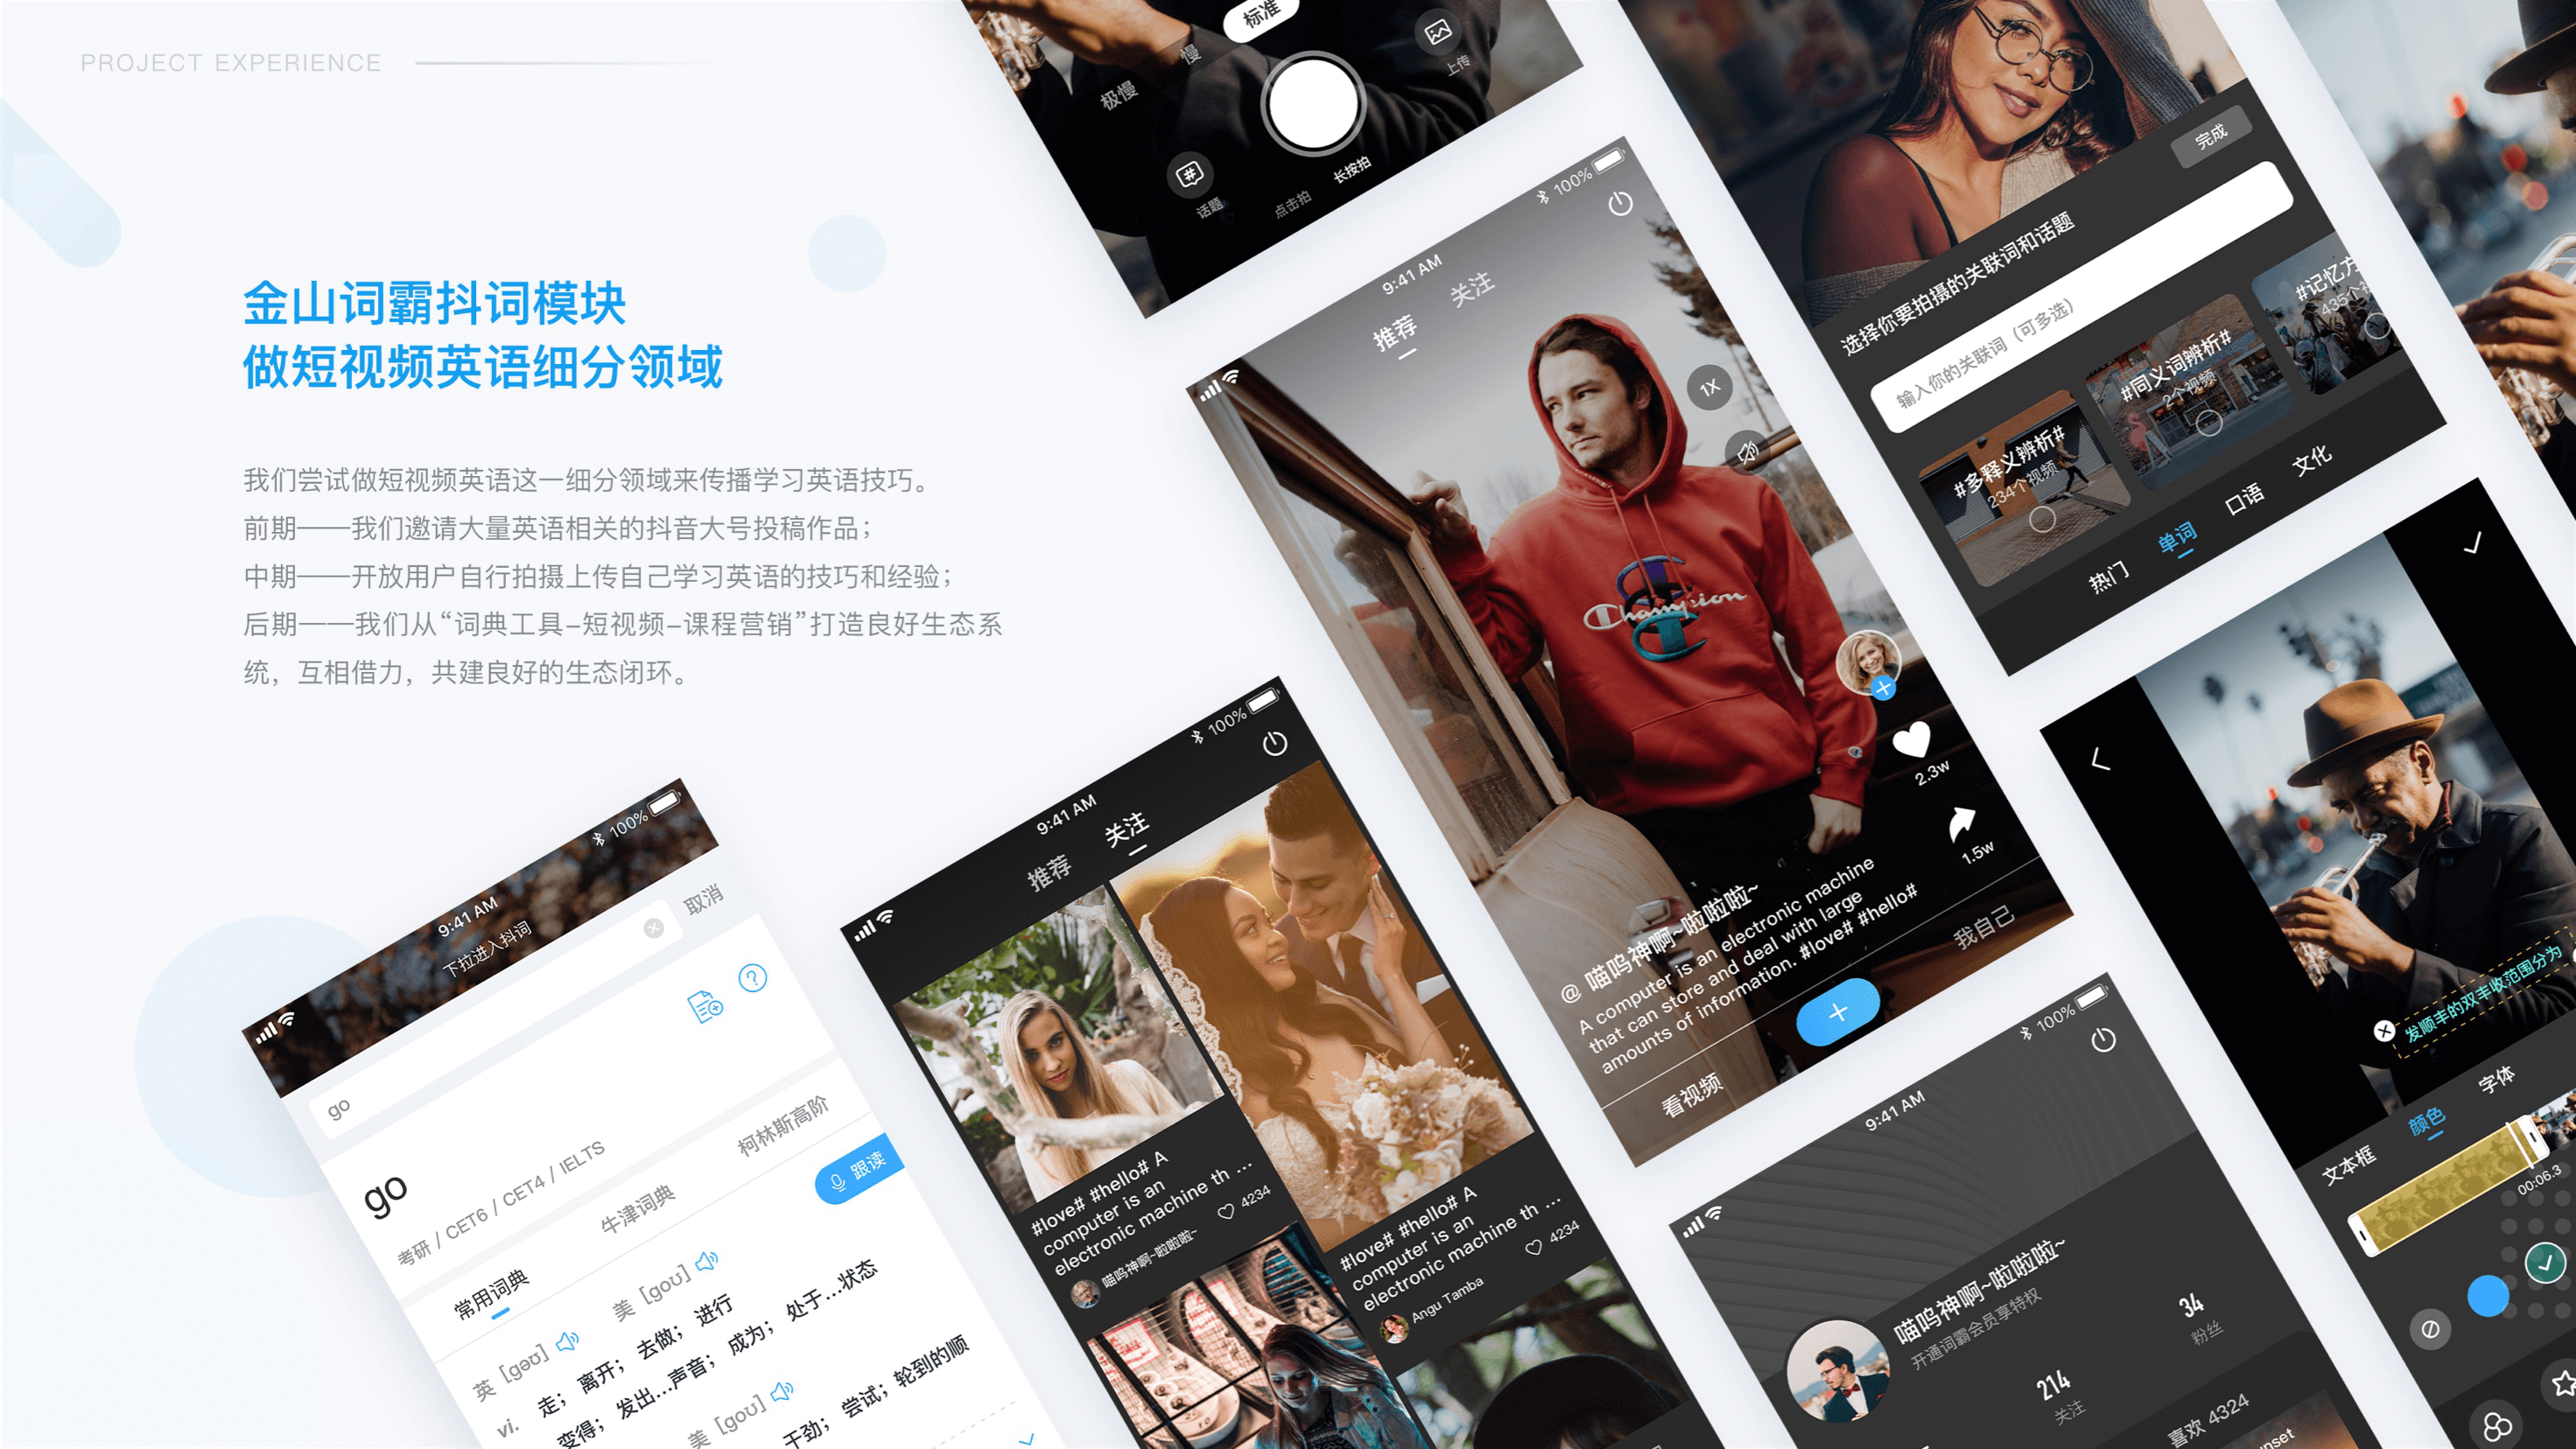 PROJECT EXPERIENCE
金山词霸抖词模块
做短视频英语细分领域
我们尝试做短视频英语这一细分领域来传播学习英语技巧。
前期——我们邀请大量英语相关的抖音大号投稿作品；
中期——开放用户自行拍摄上传自己学习英语的技巧和经验；
后期——我们从“词典工具–短视频–课程营销”打造良好生态系
统，互相借力，共建良好的生态闭环。
100%
9:41 AM
下拉进入抖词
go
取消
go
考研 / CET6 / CET4 / IELTS
常用词典
牛津词典
柯林斯高阶
跟读
英 [gəʊ]
美 [goʊ]
vi.
走； 离开； 去做； 进行
变得； 发出...声音； 成为； 处于...状态
美 [goʊ]
干劲； 尝试； 轮到的顺
100%
9:41 AM
推荐
关注
#love# #hello# A
computer is an
electronic machine th ...
喵呜神啊~啦啦啦~
4234
#love# #hello# A
computer is an
electronic machine th ...
Angu Tamba
4234
极慢
慢
标准
上传
话题
点击拍
长按拍
100%
9:41 AM
推荐
关注
1X
Champion
2.3w
1.5w
@ 喵呜神啊~啦啦啦~
A computer is an electronic machine
that can store and deal with large
amounts of information. #love# #hello#
看视频
我自己
完成
选择你要拍摄的关联词和话题
输入你的关联词（可多选）
#多释义辨析#
234个视频
#同义词辨析#
2个视频
#记忆方
435个视
热门
单词
口语
文化
100%
9:41 AM
喵呜神啊~啦啦啦~
开通词霸会员享特权
214
关注
34
粉丝
喜欢 4324
发顺丰的双丰收范围分为
文本框
颜色
字体
00:06.3